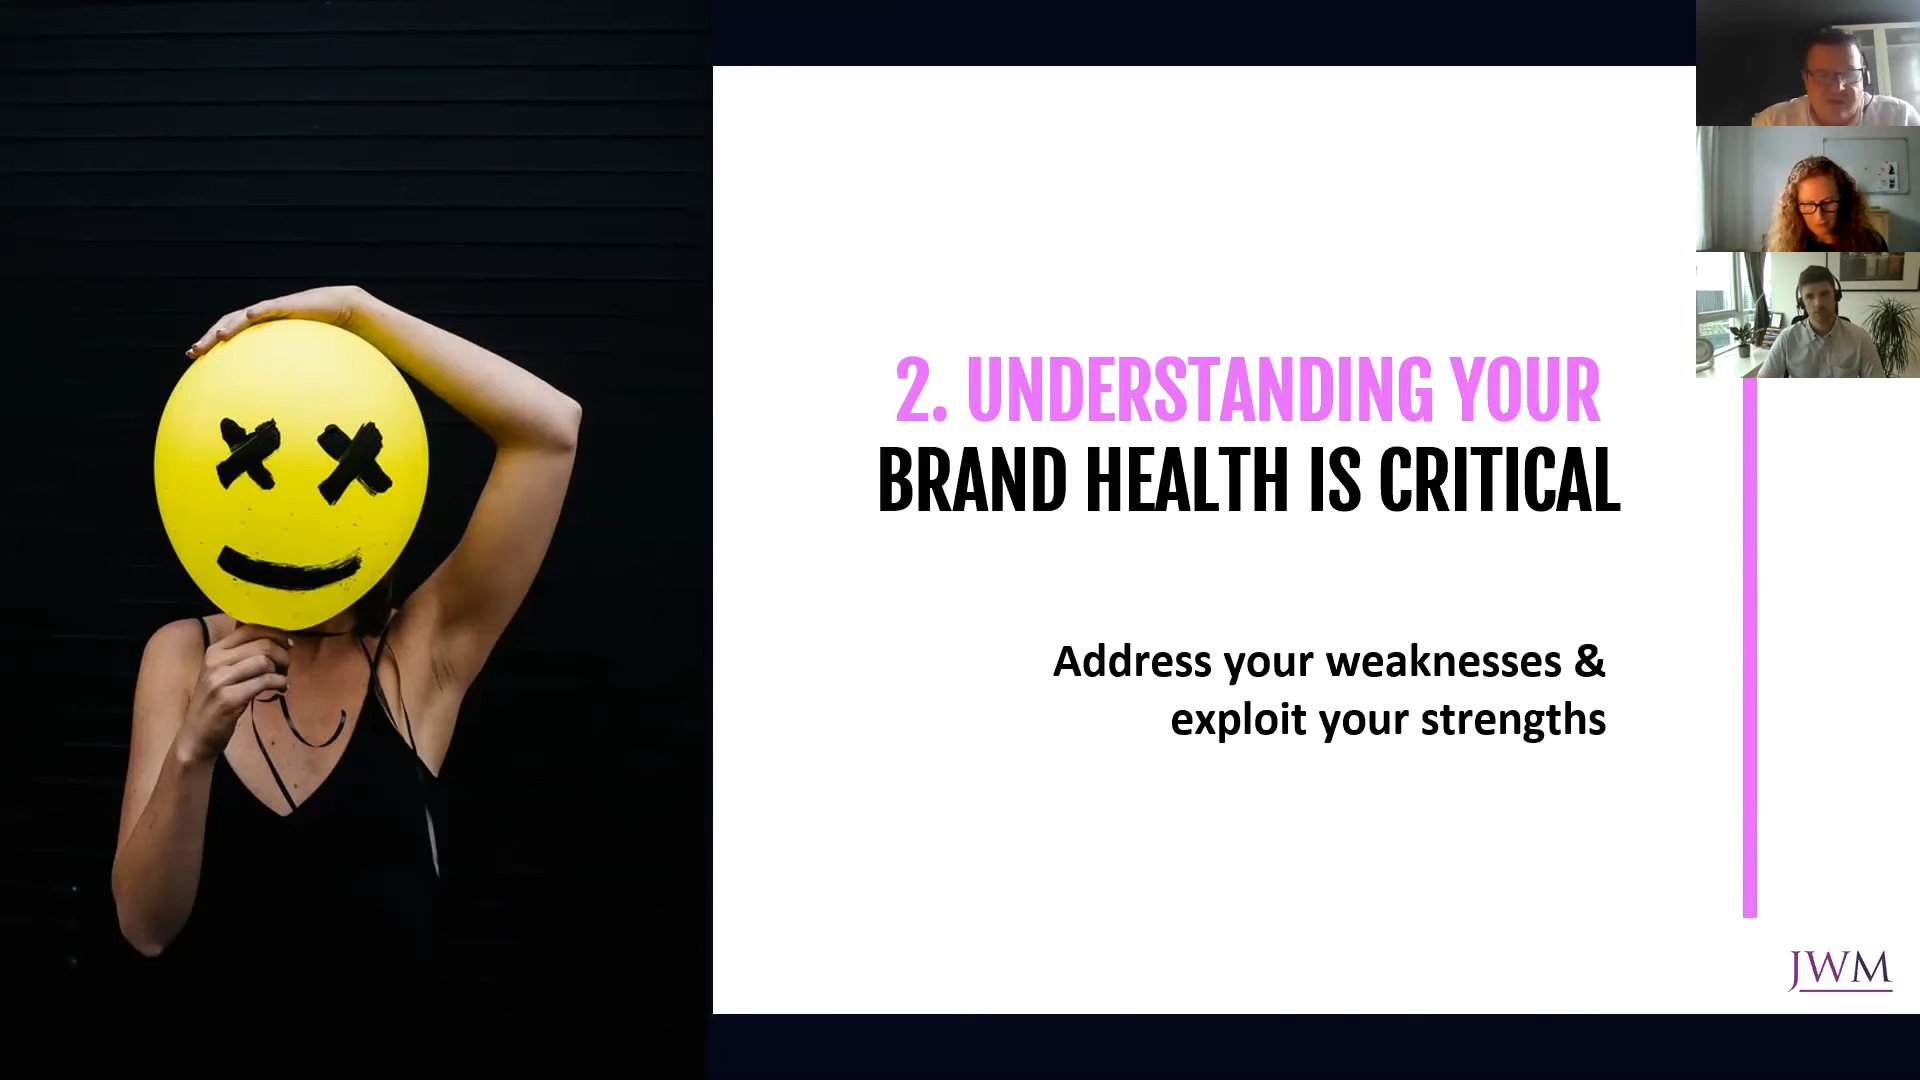 2. UNDERSTANDING YOUR
BRAND HEALTH IS CRITICAL
Address your weaknesses &
exploit your strengths
JWM